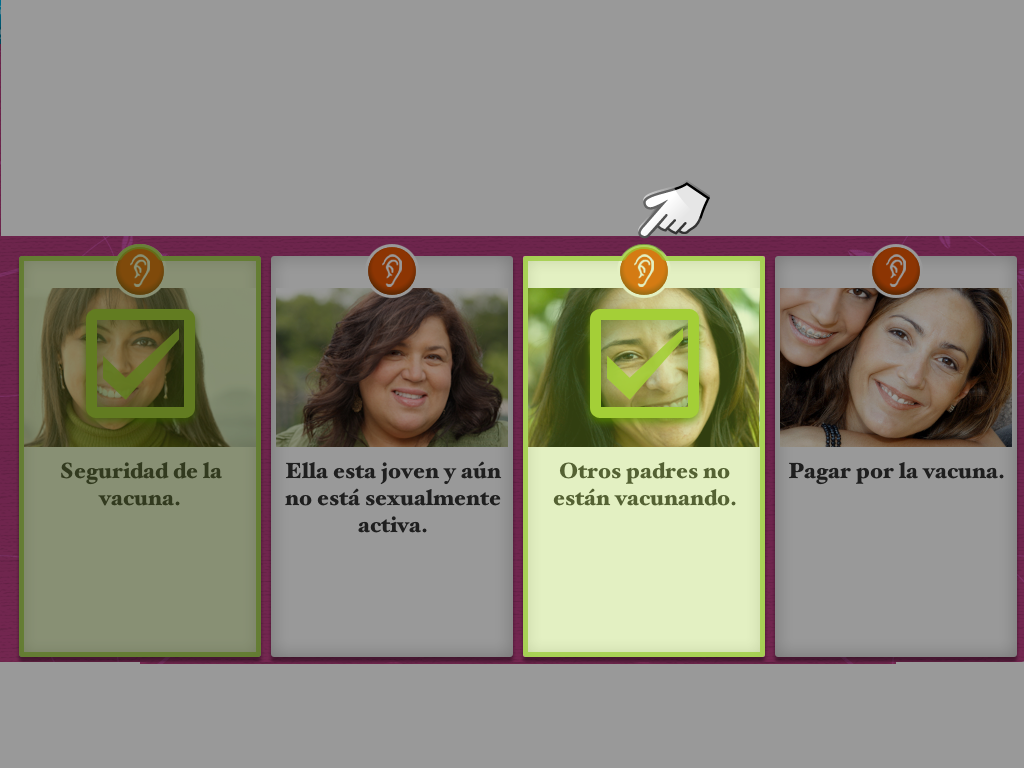 Seguridad de la
vacuna.
Ella esta joven y aún
no está sexualmente
activa.
Otros padres no
están vacunando.
Pagar por la vacuna.